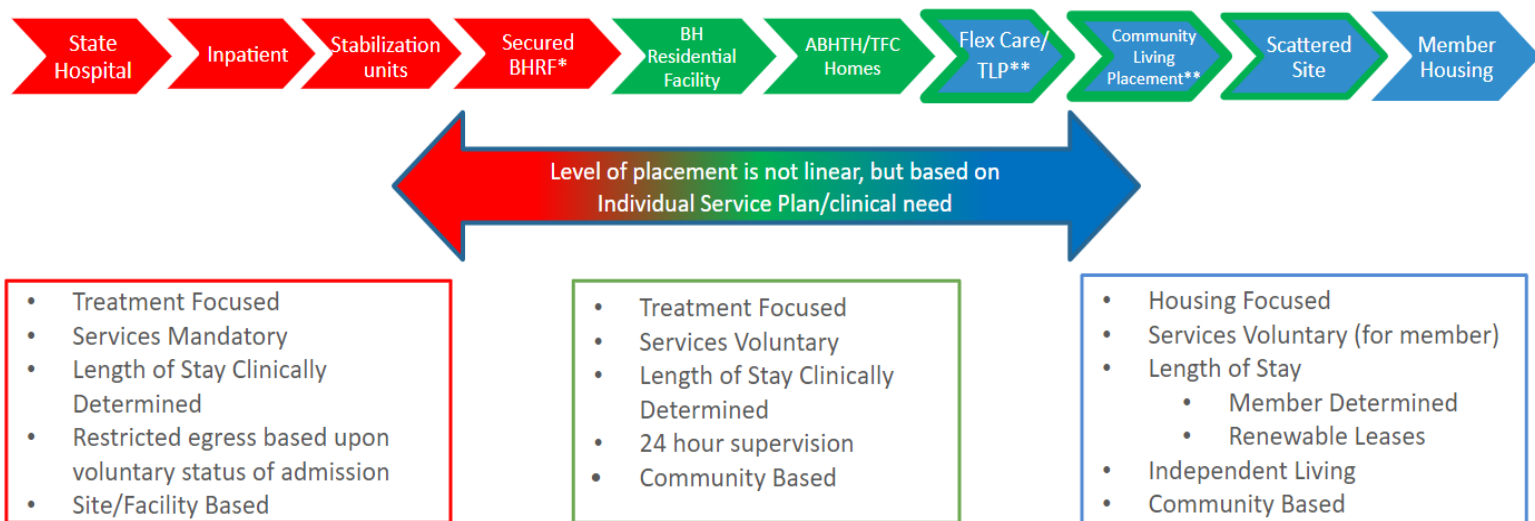 State
Hospital
Inpatient
Stabilization
units
Secured
BHRF*
BH
Residential
Facility
ABHTH/TFC
Homes
Flex Care/
TLP**
Community
Living
Placement**
Scattered
Site
Member
Housing
Level of placement is not linear, but based on
Individual Service Plan/clinical need
• Treatment Focused
• Services Mandatory
• Length of Stay Clinically
Determined
• Restricted egress based upon
voluntary status of admission
• Site/Facility Based
• Treatment Focused
• Services Voluntary
• Length of Stay Clinically
Determined
• 24 hour supervision
• Community Based
• Housing Focused
• Services Voluntary (for member)
• Length of Stay
• Member Determined
• Renewable Leases
• Independent Living
• Community Based